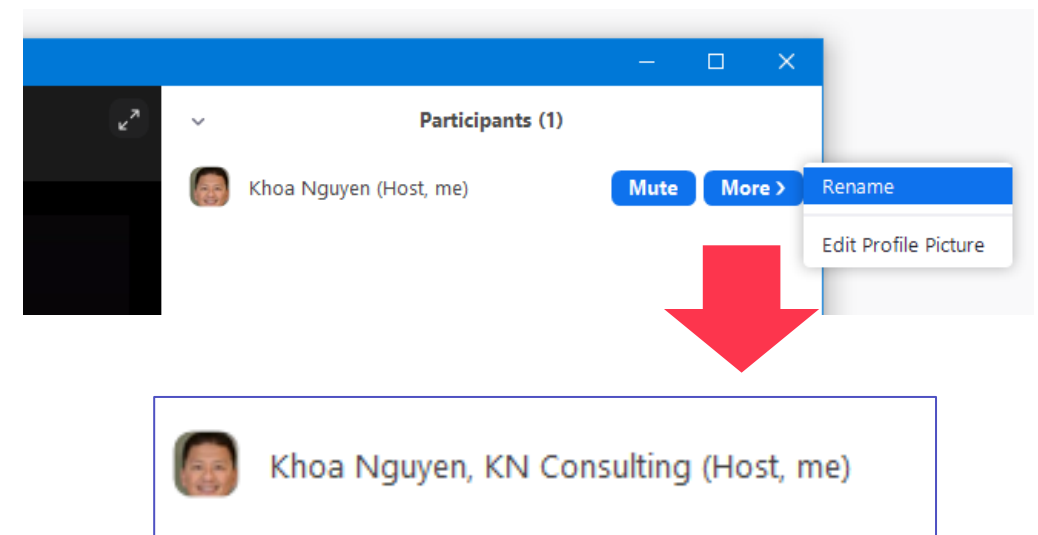 Participants (1)
Khoa Nguyen (Host, me) Mute More > Rename
Edit Profile Picture
Khoa Nguyen, KN Consulting (Host, me)